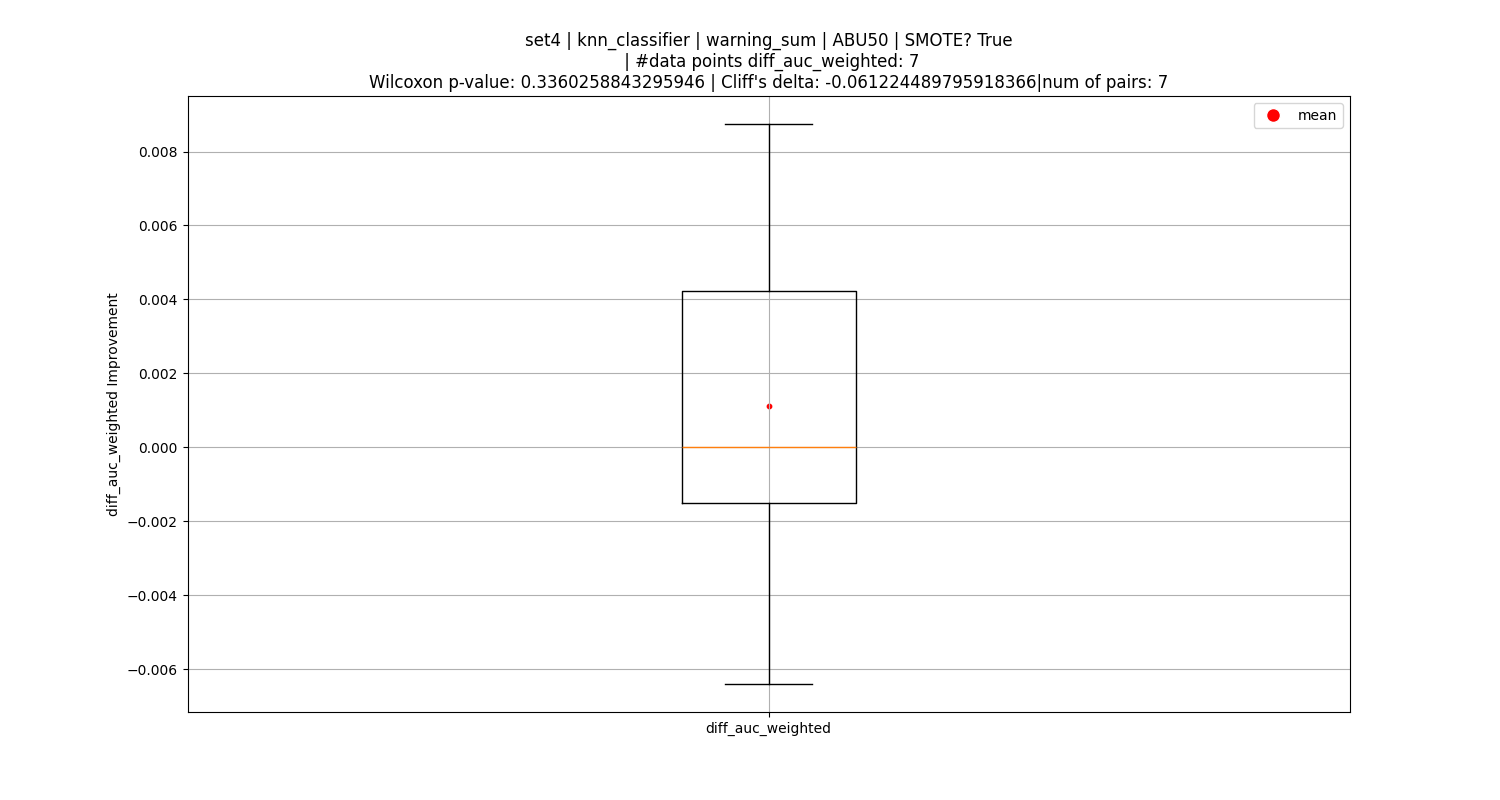 set4 | knn_classifier | warning_sum | ABU50 | SMOTE? True
| #data points diff_auc_weighted: 7
Wilcoxon p-value: 0.3360258843295946 | Cliff's delta: -0.061224489795918366|num of pairs: 7
mean
0.008
0.006
0.004
0.002
0.000
−0.002
−0.004
−0.006
diff_auc_weighted Improvement
diff_auc_weighted